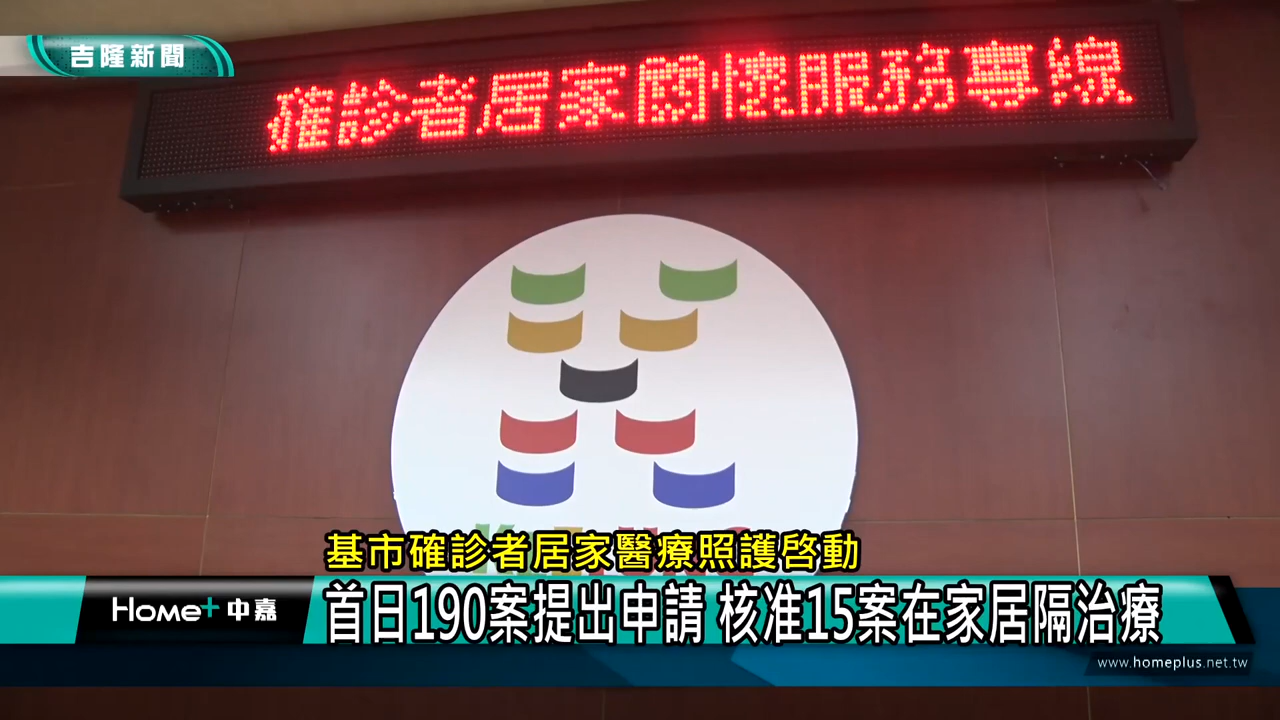 吉隆新聞
確診者居家關懷服務專線
基市確診者居家醫療照護啓動
Home+中嘉
首日190案提出申請 核准15案在家居隔治療
www.homeplus.net.tw